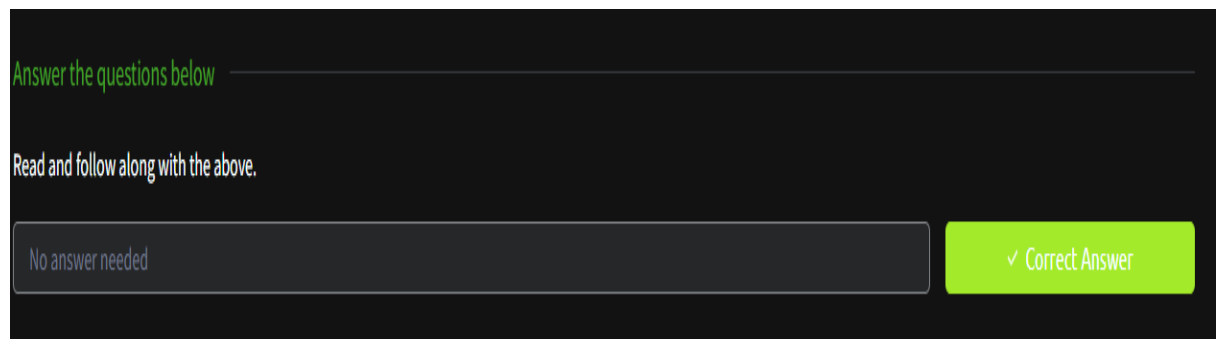 Answer the questions below
Read and follow along with the above.
No answer needed
✓ Correct Answer